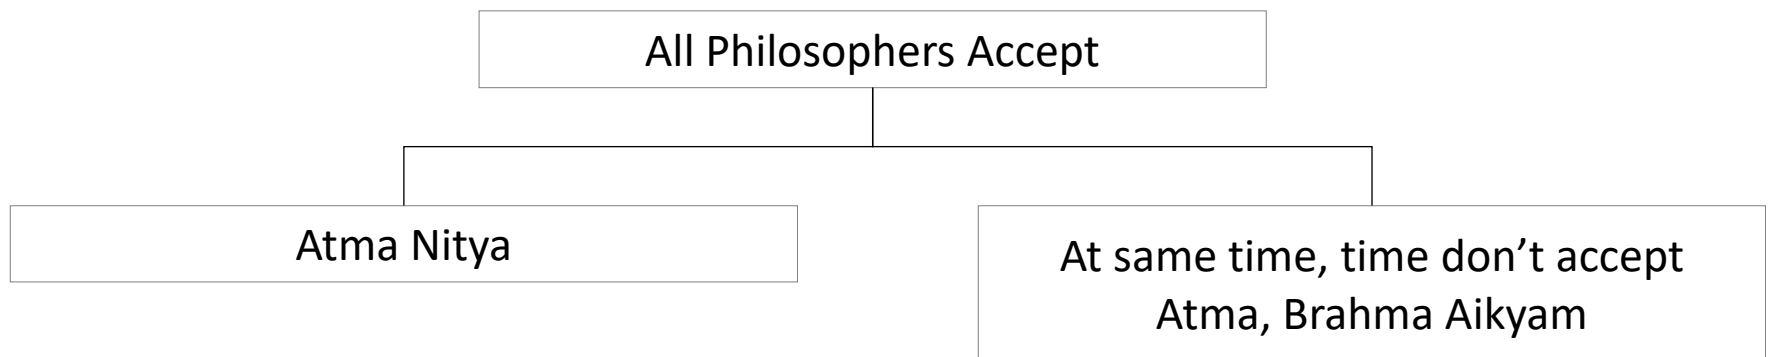 All Philosophers Accept
Atma Nitya
At same time, time don’t accept
Atma, Brahma Aikyam